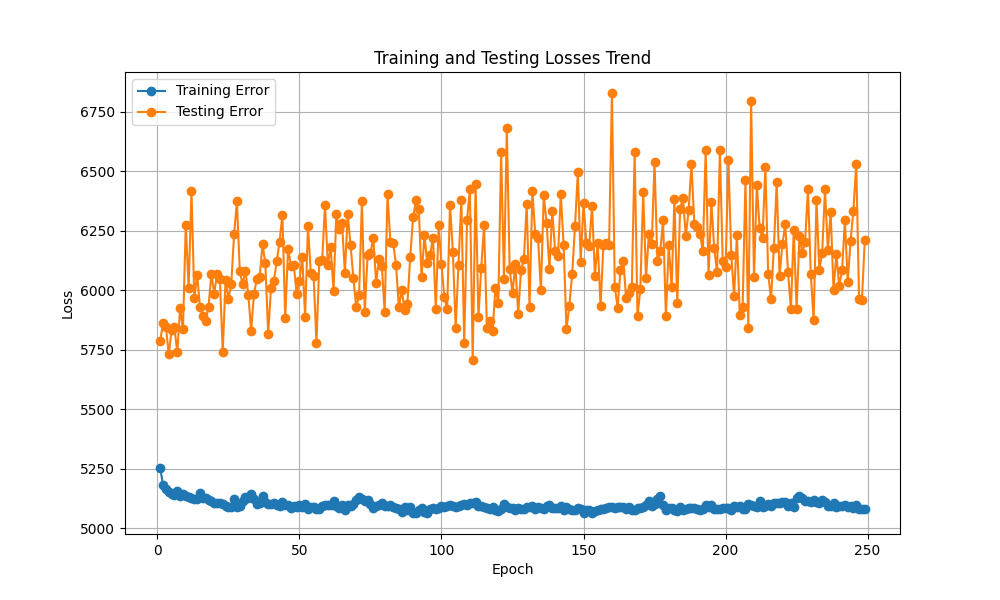 Training and Testing Losses Trend
Training Error
Testing Error
6750
6500
6250
6000
5750
5500
5250
5000
Loss
0 50 100 150 200 250
Epoch